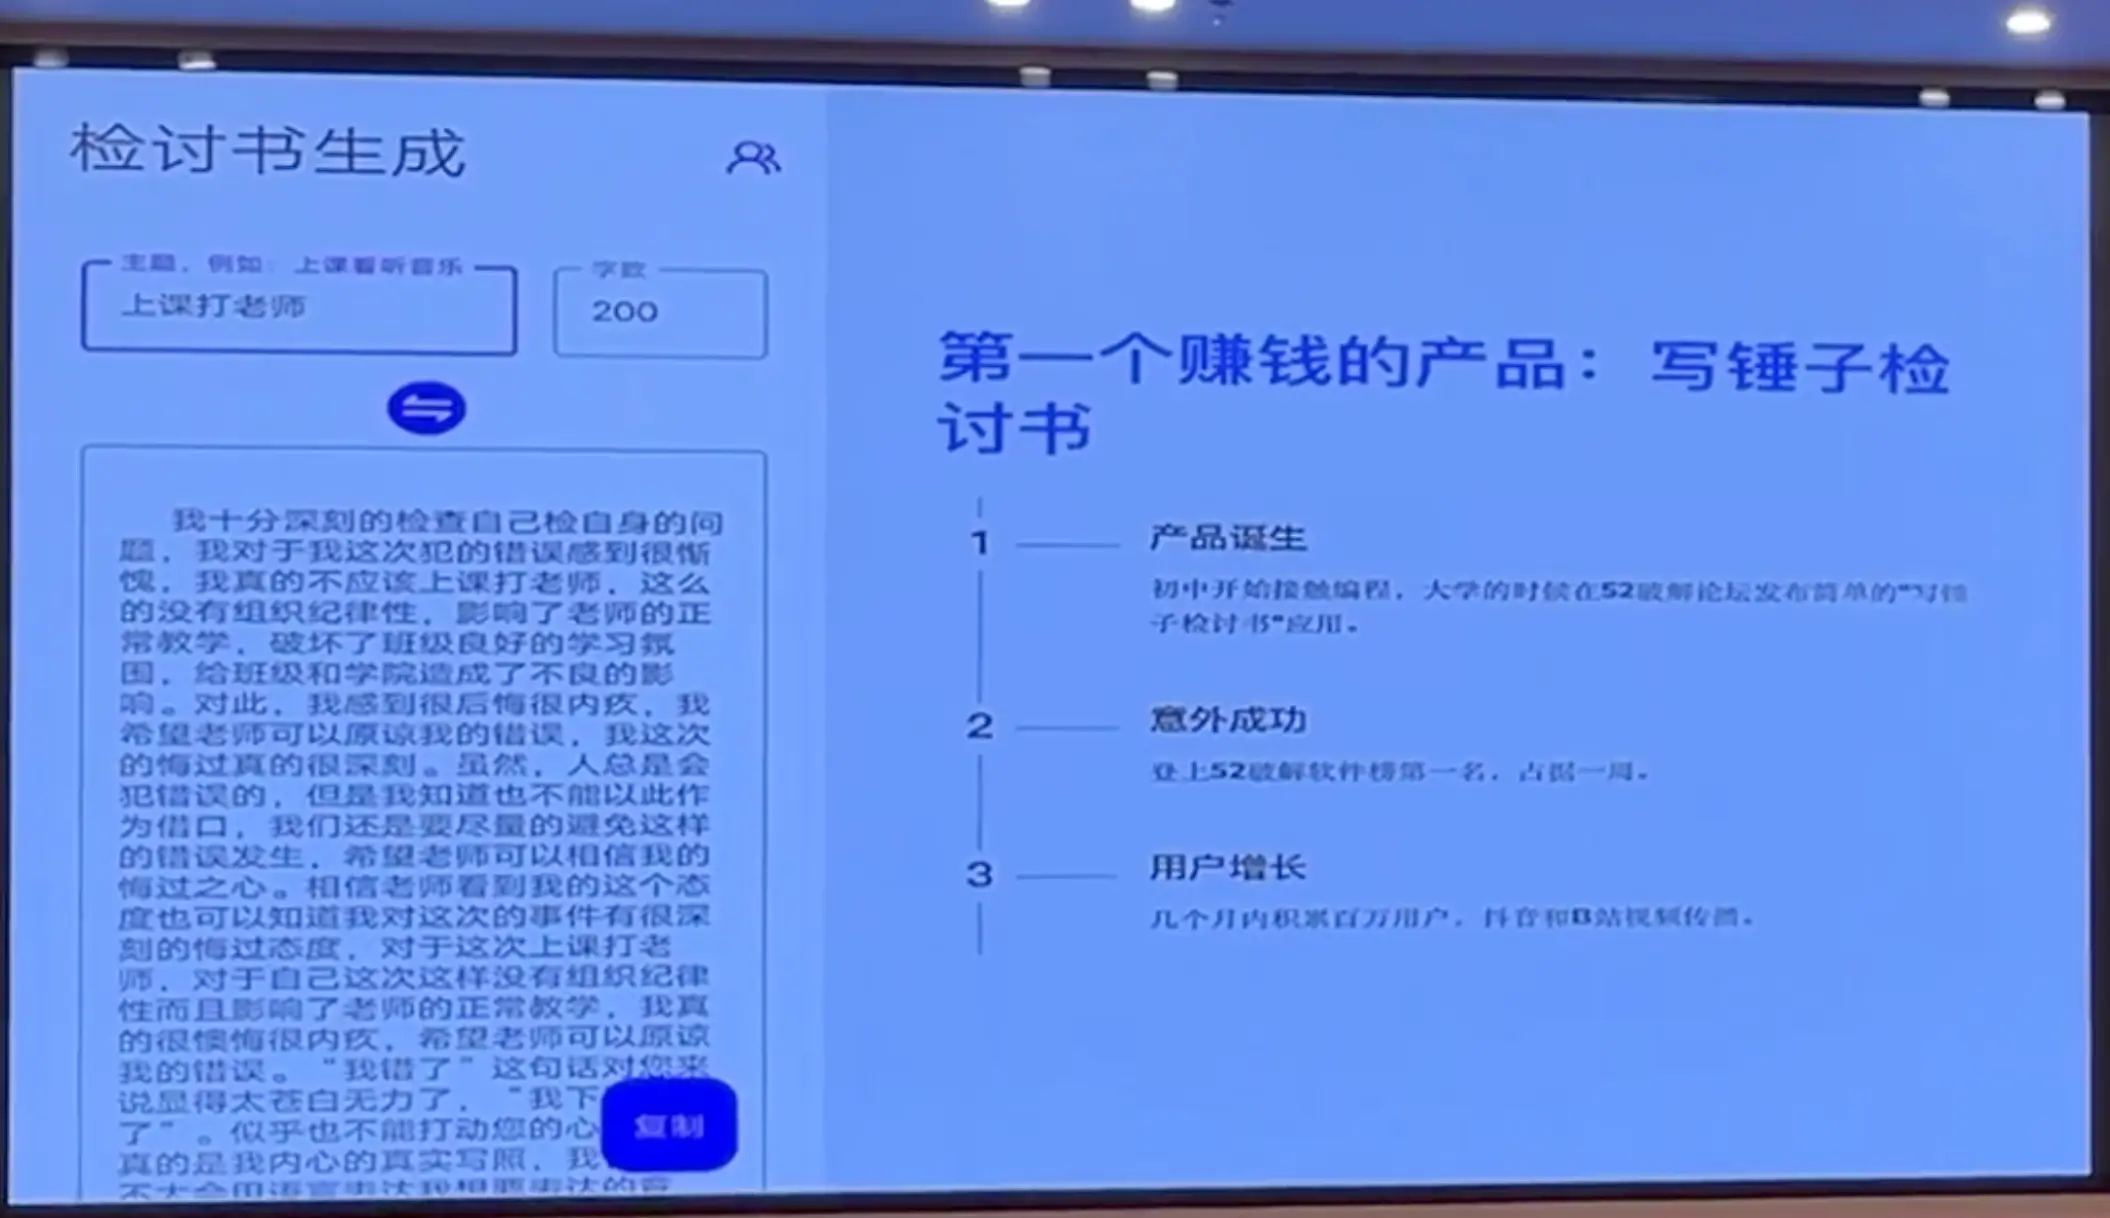 检讨书生成
主题，例如：上课看听音乐
上课打老师
字数
200
我十分深刻的检查自己检自身的问
题，我对于我这次犯的错误感到很惭
愧，我真的不应该上课打老师，这么
的没有组织纪律性，影响了老师的正
常教学，破坏了班级良好的学习氛
围，给班级和学院造成了不良的影
响。对此，我感到很后悔很内疚，我
希望老师可以原谅我的错误，我这次
的悔过真的很深刻。虽然，人总是会
犯错误的，但是我知道也不能以此作
为借口，我们还是要尽量的避免这样
的错误发生，希望老师可以相信我的
悔过之心。相信老师看到我的这个态
度也可以知道我对这次的事件有很深
刻的悔过态度，对于这次上课打老
师，对于自己这次这样没有组织纪律
性而且影响了老师的正常教学，我真
的很懊悔很内疚，希望老师可以原谅
我的错误。“我错了”这句话对您来
说显得太苍白无力了，“我下
了”。似乎也不能打动您的心
真的是我内心的真实写照，我
不太会用语言表达我想要表达的意
复制
第一个赚钱的产品：写锤子检
讨书
1
产品诞生
初中开始接触编程，大学的时候在52破解论坛发布简单的“写锤
子检讨书”应用。
2
意外成功
登上52破解软件榜第一名，占据一周。
3
用户增长
几个月内积累百万用户，抖音和B站视频传播。